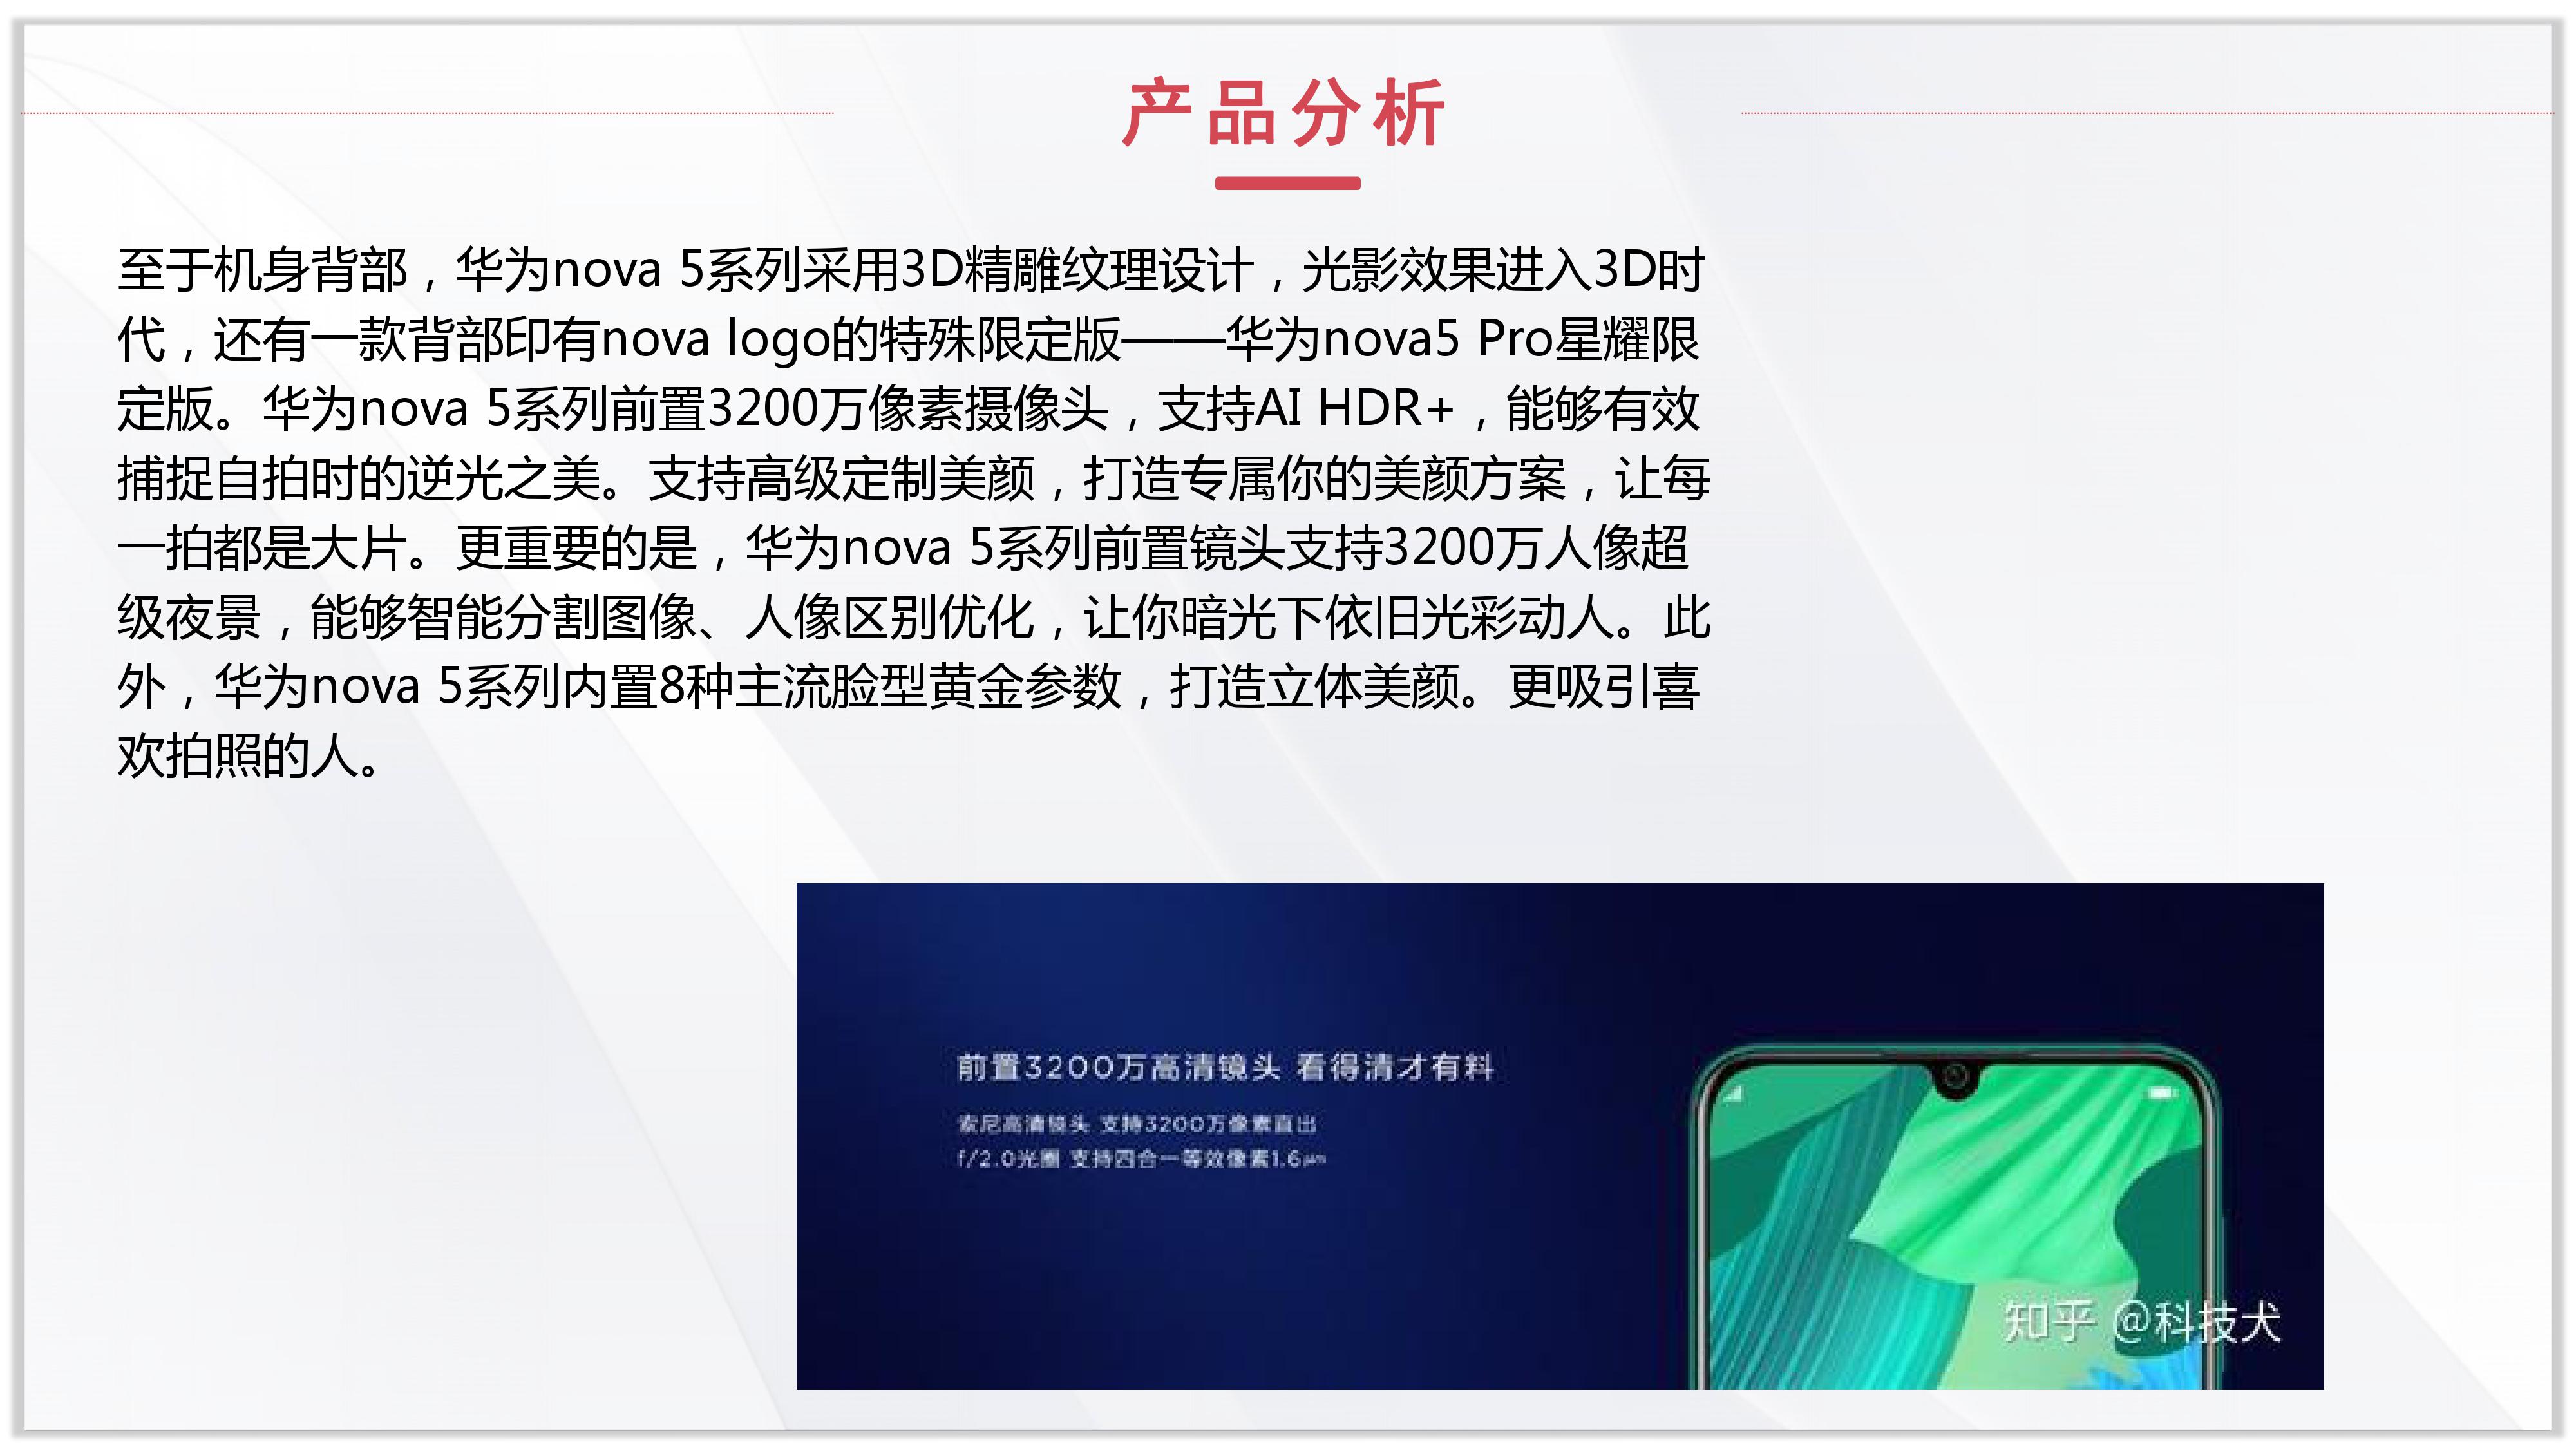 产品分析
至于机身背部，华为nova 5系列采用3D精雕纹理设计，光影效果进入3D时
代，还有一款背部印有nova logo的特殊限定版——华为nova5 Pro星耀限
定版。华为nova 5系列前置3200万像素摄像头，支持AI HDR+，能够有效
捕捉自拍时的逆光之美。支持高级定制美颜，打造专属你的美颜方案，让每
一拍都是大片。更重要的是，华为nova 5系列前置镜头支持3200万人像超
级夜景，能够智能分割图像、人像区别优化，让你暗光下依旧光彩动人。此
外，华为nova 5系列内置8种主流脸型黄金参数，打造立体美颜。更吸引喜
欢拍照的人。
前置3200万高清镜头 看得清才有料
索尼高清镜头 支持3200万像素直出
f/2.0光圈 支持四合一等效像素1.6μm
知乎 @科技犬